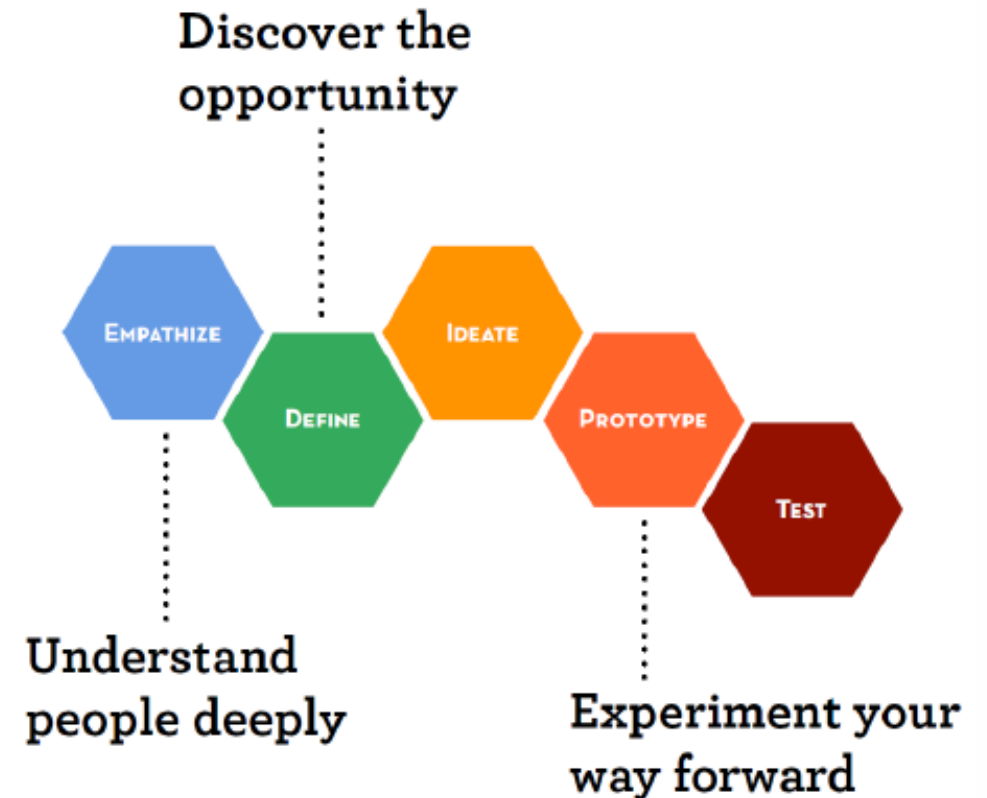 Discover the
opportunity
EMPATHIZE
DEFINE
IDEATE
PROTOTYPE
TEST
Understand
people deeply
Experiment your
way forward